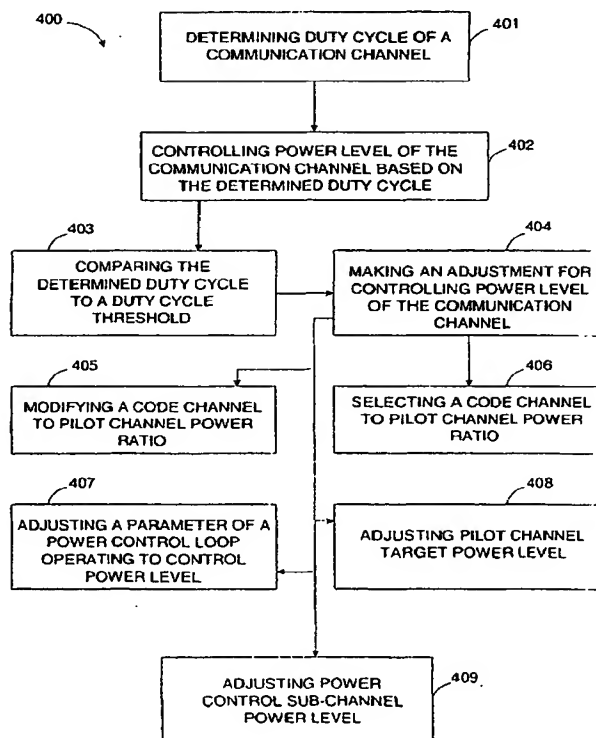 400
401
DETERMINING DUTY CYCLE OF A
COMMUNICATION CHANNEL
402
CONTROLLING POWER LEVEL OF THE
COMMUNICATION CHANNEL BASED ON
THE DETERMINED DUTY CYCLE
403
COMPARING THE
DETERMINED DUTY CYCLE
TO A DUTY CYCLE
THRESHOLD
404
MAKING AN ADJUSTMENT FOR
CONTROLLING POWER LEVEL
OF THE COMMUNICATION
CHANNEL
405
MODIFYING A CODE CHANNEL
TO PILOT CHANNEL POWER
RATIO
406
SELECTING A CODE CHANNEL
TO PILOT CHANNEL POWER
RATIO
407
ADJUSTING A PARAMETER OF A
POWER CONTROL LOOP
OPERATING TO CONTROL
POWER LEVEL
408
ADJUSTING PILOT CHANNEL
TARGET POWER LEVEL
409
ADJUSTING POWER
CONTROL SUB-CHANNEL
POWER LEVEL